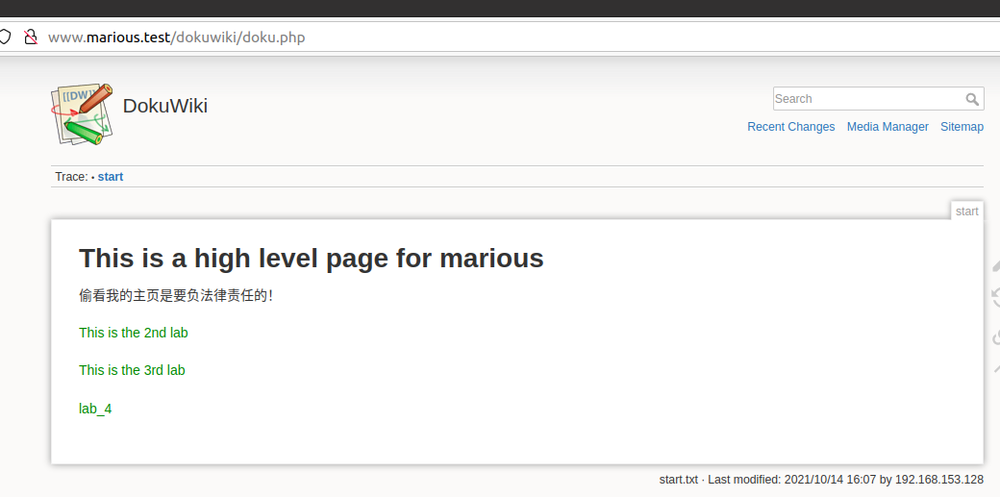 www.marious.test/dokuwiki/doku.php
[[DW]]
DokuWiki
Search
Recent Changes Media Manager Sitemap
Trace: • start
start
This is a high level page for marious
偷看我的主页是要负法律责任的！
This is the 2nd lab
This is the 3rd lab
lab_4
start.txt · Last modified: 2021/10/14 16:07 by 192.168.153.128